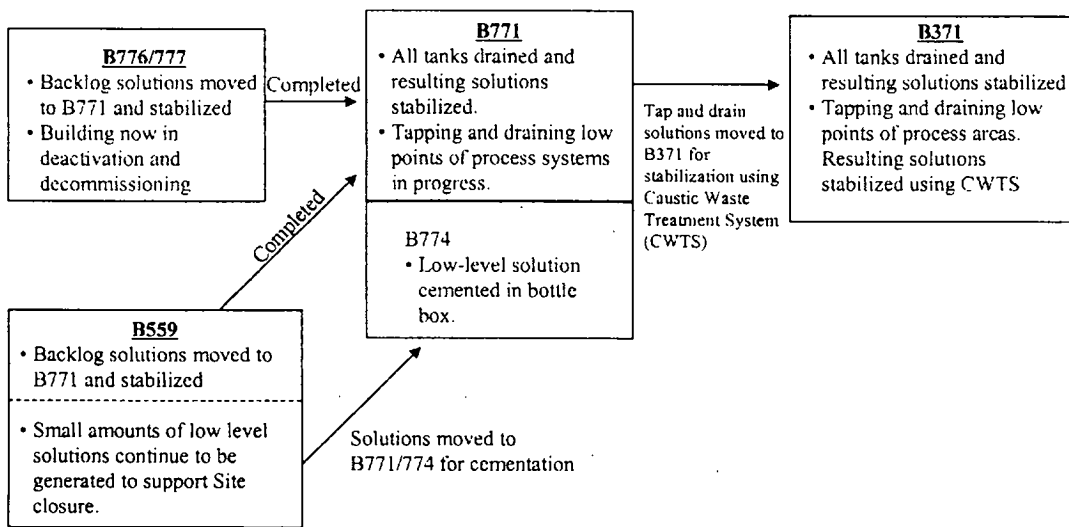 B776/777
• Backlog solutions moved
to B771 and stabilized
• Building now in
deactivation and
decommissioning
Completed
B771
• All tanks drained and
resulting solutions
stabilized.
• Tapping and draining low
points of process systems
in progress.
B774
• Low-level solution
cemented in bottle
box.
Tap and drain
solutions moved to
B371 for
stabilization using
Caustic Waste
Treatment System
(CWTS)
B371
• All tanks drained and
resulting solutions stabilized
• Tapping and draining low
points of process areas.
Resulting solutions
stabilized using CWTS
Completed
B559
• Backlog solutions moved to
B771 and stabilized
• Small amounts of low level
solutions continue to be
generated to support Site
closure.
Solutions moved to
B771/774 for cementation